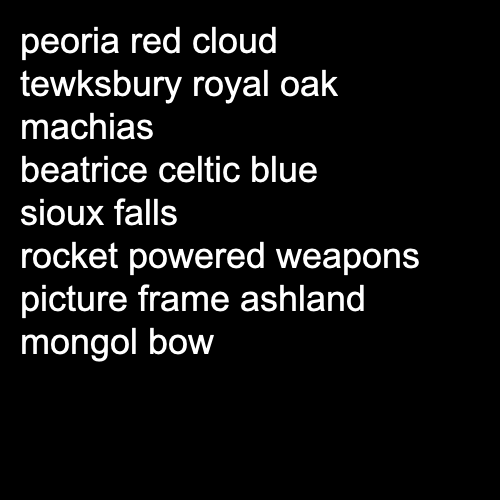 peoria red cloud
tewksbury royal oak
machias
beatrice celtic blue
sioux falls
rocket powered weapons
picture frame ashland
mongol bow